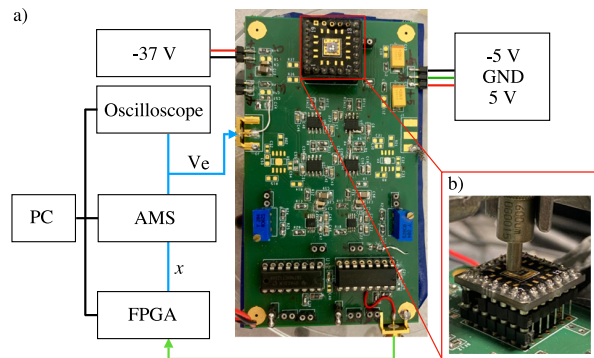 a)
-37 V
-5 V
GND
5 V
Oscilloscope
Ve
PC
AMS
x
FPGA
b)